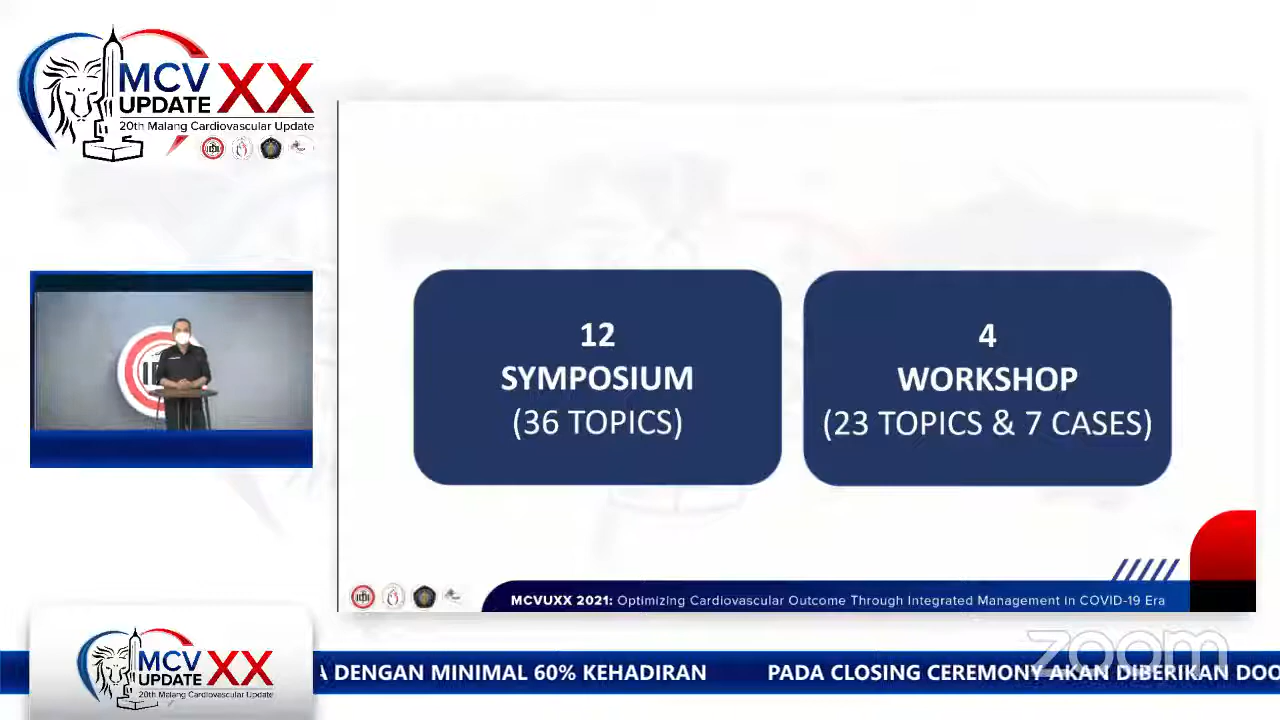 MCV
UPDATE
XX
20th Malang Cardiovascular Update
12
SYMPOSIUM
(36 TOPICS)
4
WORKSHOP
(23 TOPICS & 7 CASES)
MCVUXX 2021: Optimizing Cardiovascular Outcome Through Integrated Management in COVID-19 Era
zoom
MCV
UPDATE
XX
20th Malang Cardiovascular Update
DENGAN MINIMAL 60% KEHADIRAN PADA CLOSING CEREMONY AKAN DIBERIKAN DOO